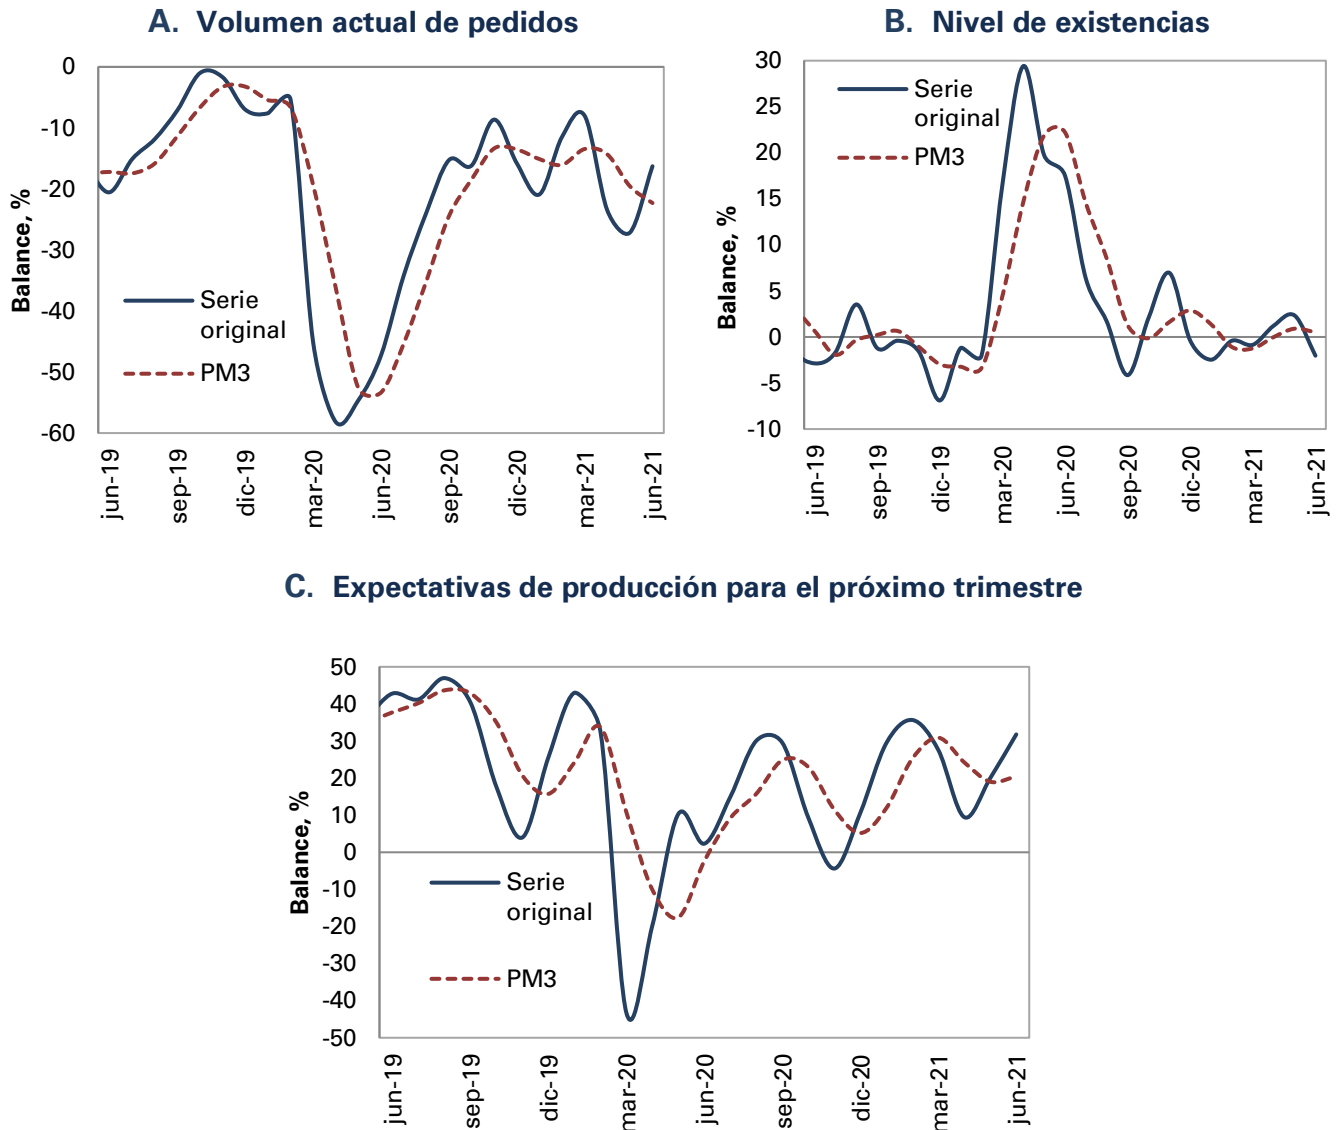 A. Volumen actual de pedidos
0
-10
-20
-30
-40
-50
-60
Balance, %
Serie
original
PM3
jun-19
sep-19
dic-19
mar-20
jun-20
sep-20
dic-20
mar-21
jun-21
B. Nivel de existencias
30
25
20
15
10
5
0
-5
-10
Balance, %
Serie
original
PM3
jun-19
sep-19
dic-19
mar-20
jun-20
sep-20
dic-20
mar-21
jun-21
C. Expectativas de producción para el próximo trimestre
50
40
30
20
10
0
-10
-20
-30
-40
-50
Balance, %
Serie
original
PM3
jun-19
sep-19
dic-19
mar-20
jun-20
sep-20
dic-20
mar-21
jun-21